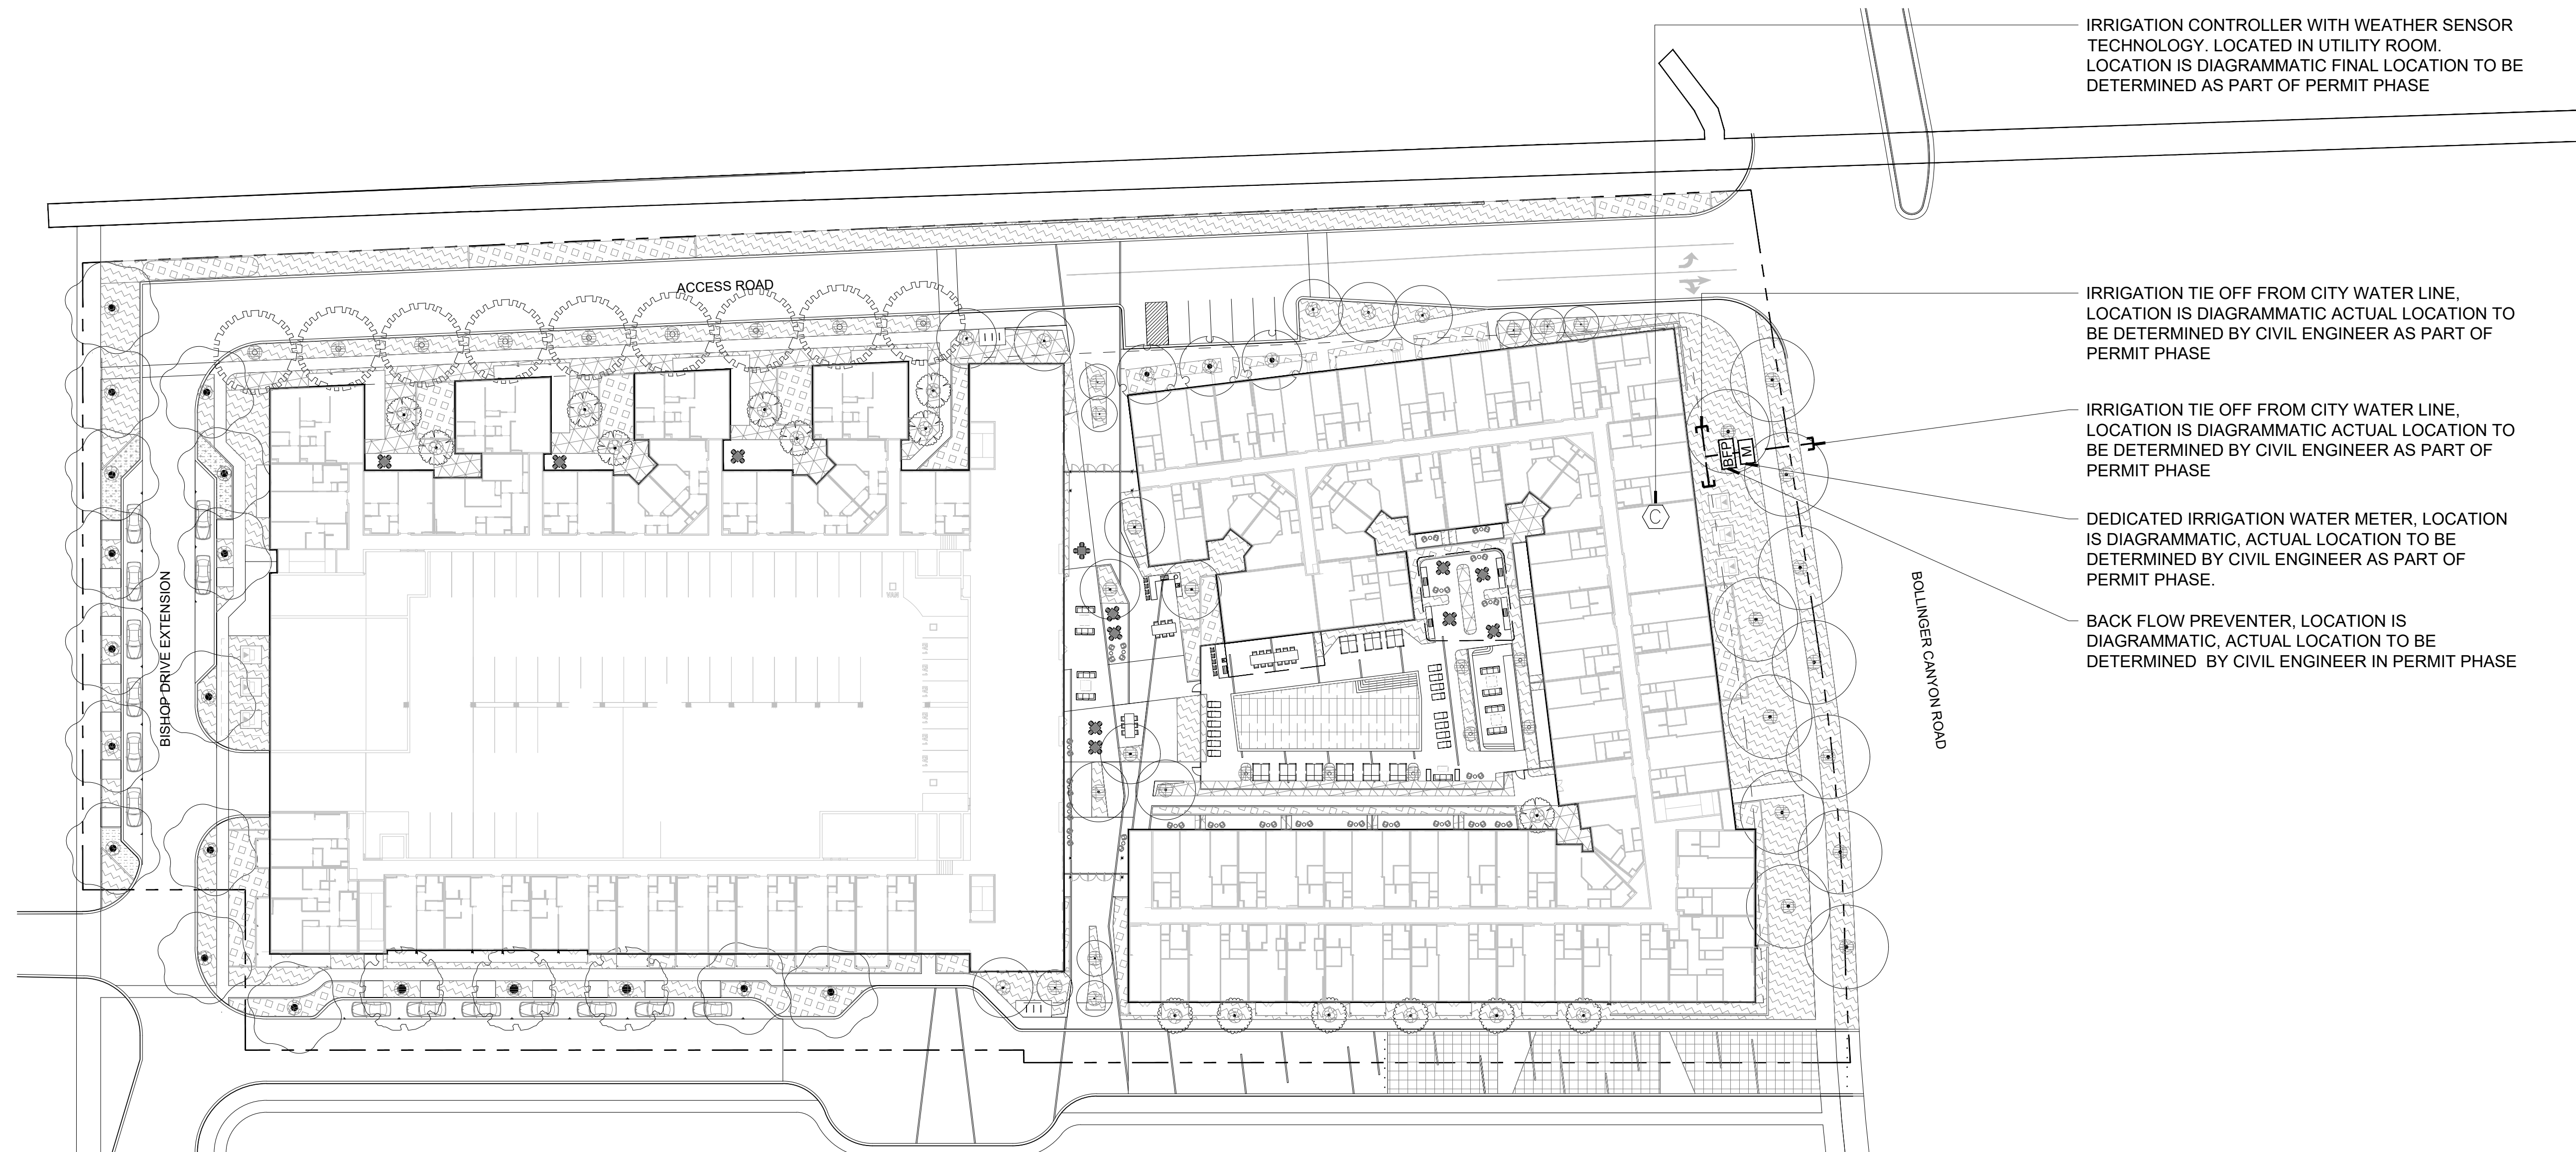 IRRIGATION CONTROLLER WITH WEATHER SENSOR
TECHNOLOGY. LOCATED IN UTILITY ROOM.
LOCATION IS DIAGRAMMATIC FINAL LOCATION TO BE
DETERMINED AS PART OF PERMIT PHASE
ACCESS ROAD
IRRIGATION TIE OFF FROM CITY WATER LINE,
LOCATION IS DIAGRAMMATIC ACTUAL LOCATION TO
BE DETERMINED BY CIVIL ENGINEER AS PART OF
PERMIT PHASE
IRRIGATION TIE OFF FROM CITY WATER LINE,
LOCATION IS DIAGRAMMATIC ACTUAL LOCATION TO
BE DETERMINED BY CIVIL ENGINEER AS PART OF
PERMIT PHASE
BFP
M
C
DEDICATED IRRIGATION WATER METER, LOCATION
IS DIAGRAMMATIC, ACTUAL LOCATION TO BE
DETERMINED BY CIVIL ENGINEER AS PART OF
PERMIT PHASE.
BACK FLOW PREVENTER, LOCATION IS
DIAGRAMMATIC, ACTUAL LOCATION TO BE
DETERMINED  BY CIVIL ENGINEER IN PERMIT PHASE
BISHOP DRIVE EXTENSION
BOLLINGER CANYON ROAD
VAN